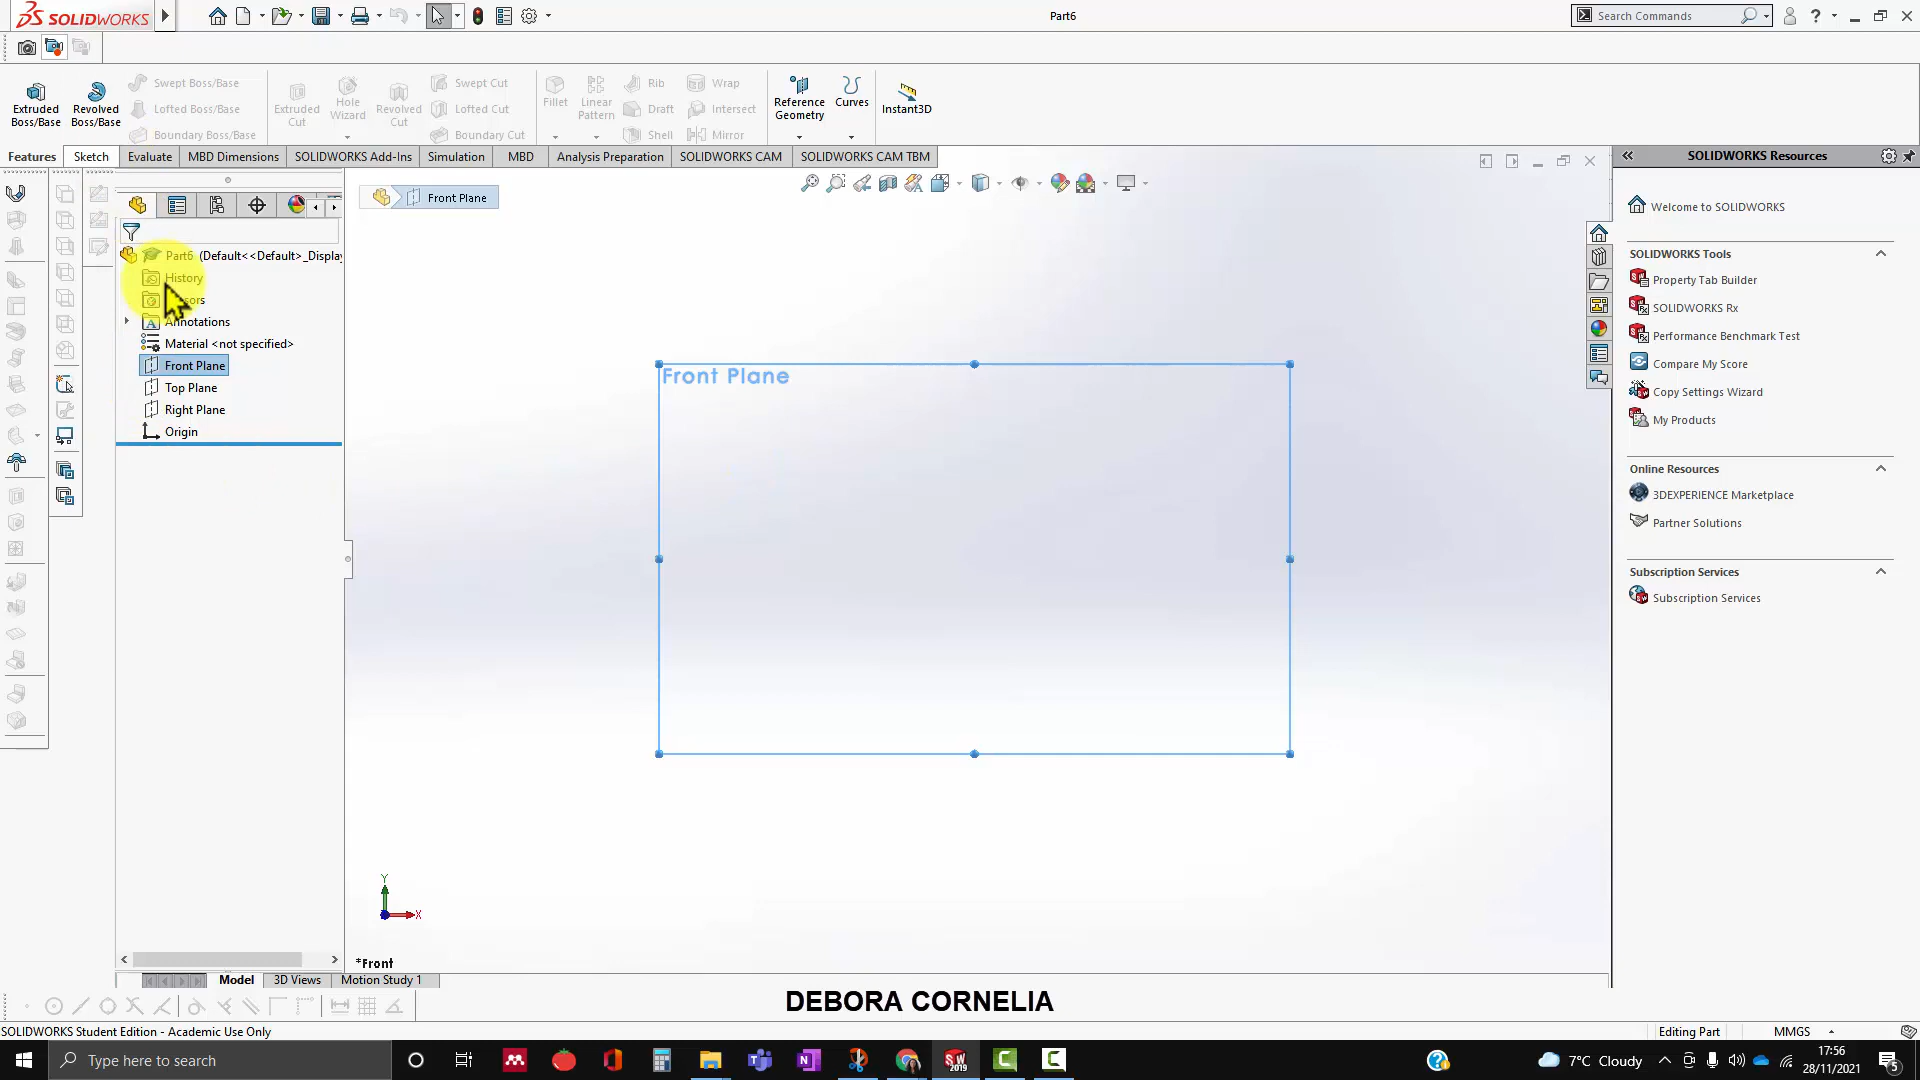 SOLIDWORKS
Part6
Search Commands
Extruded Boss/Base
Revolved Boss/Base
Swept Boss/Base
Lofted Boss/Base
Boundary Boss/Base
Extruded Cut
Hole Wizard
Revolved Cut
Swept Cut
Lofted Cut
Boundary Cut
Fillet
Linear Pattern
Rib
Draft
Shell
Wrap
Intersect
Mirror
Reference Geometry
Curves
Instant3D
Features
Sketch
Evaluate
MBD Dimensions
SOLIDWORKS Add-Ins
Simulation
MBD
Analysis Preparation
SOLIDWORKS CAM
SOLIDWORKS CAM TBM
Part6 (Default<<Default>_Display
History
Annotations
Material <not specified>
Front Plane
Top Plane
Right Plane
Origin
Front Plane
Front Plane
Y
X
*Front
SOLIDWORKS Resources
Welcome to SOLIDWORKS
SOLIDWORKS Tools
Property Tab Builder
SOLIDWORKS Rx
Performance Benchmark Test
Compare My Score
Copy Settings Wizard
My Products
Online Resources
3DEXPERIENCE Marketplace
Partner Solutions
Subscription Services
Subscription Services
Model
3D Views
Motion Study 1
DEBORA CORNELIA
SOLIDWORKS Student Edition - Academic Use Only
Editing Part
MMGS
Type here to search
SW 2019
7°C Cloudy
17:56
28/11/2021
5